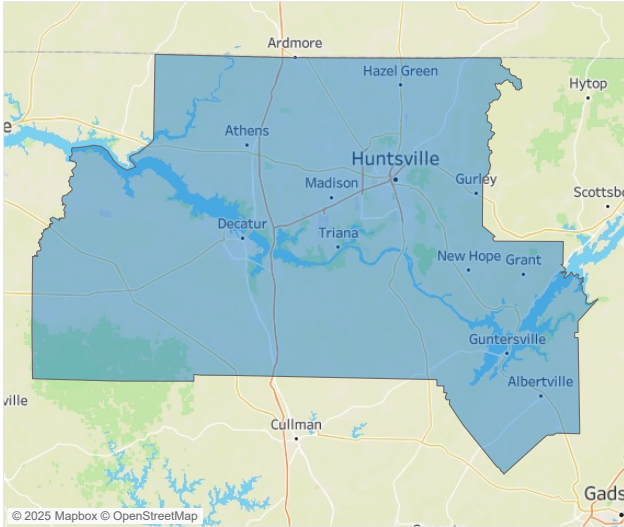 Ardmore
Hazel Green
Hytop
e
Athens
Huntsville
Madison
Gurley
Scottsbo
Decatur
Triana
New Hope
Grant
Guntersville
Albertville
ville
Cullman
Gads
© 2025 Mapbox © OpenStreetMap